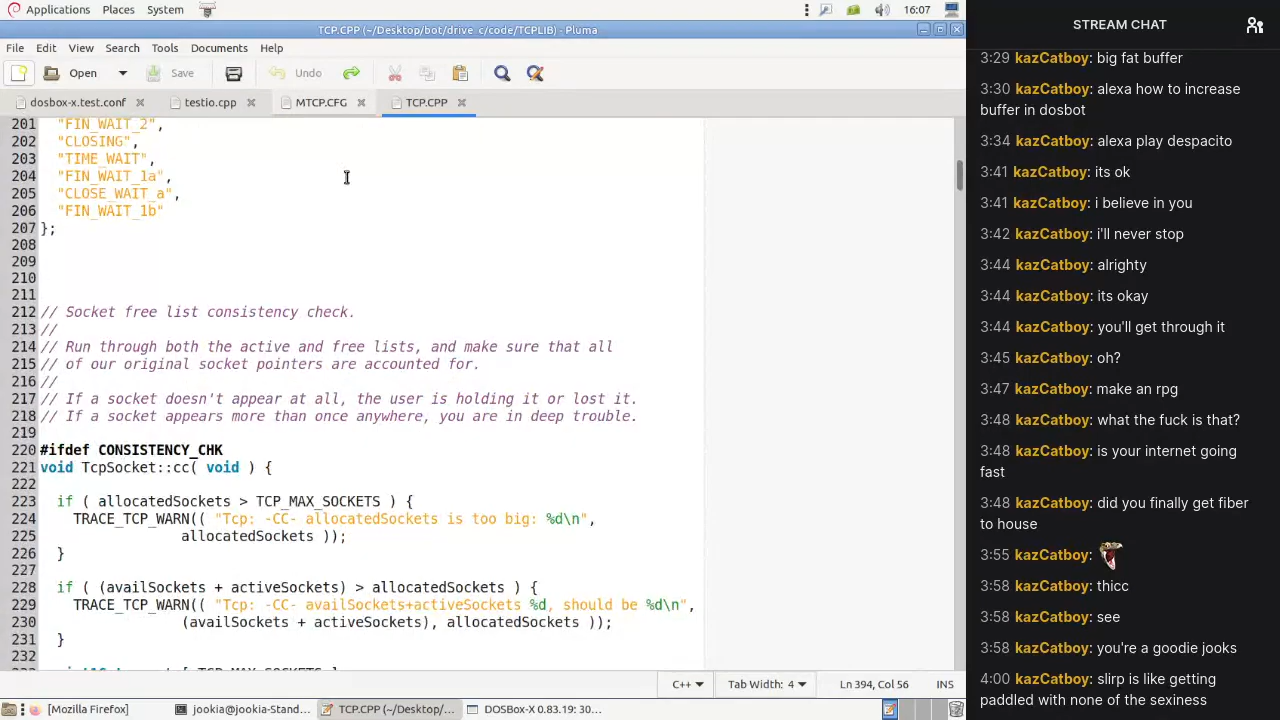 Applications Places System 16:07
TCP.CPP (~/Desktop/bot/drive_c/code/TCPLIB) - Pluma
File Edit View Search Tools Documents Help
Open Save Undo
dosbox-x.test.conf testio.cpp MTCP.CFG TCP.CPP
201 "FIN_WAIT_2",
202 "CLOSING",
203 "TIME_WAIT",
204 "FIN_WAIT_1a",
205 "CLOSE_WAIT_a",
206 "FIN_WAIT_1b"
207 };
208
209
210
211
212 // Socket free list consistency check.
213 //
214 // Run through both the active and free lists, and make sure that all
215 // of our original socket pointers are accounted for.
216 //
217 // If a socket doesn't appear at all, the user is holding it or lost it.
218 // If a socket appears more than once anywhere, you are in deep trouble.
219
220 #ifdef CONSISTENCY_CHK
221 void TcpSocket::cc( void ) {
222
223 if ( allocatedSockets > TCP_MAX_SOCKETS ) {
224 TRACE_TCP_WARN(( "Tcp: -CC- allocatedSockets is too big: %d\n",
225 allocatedSockets ));
226 }
227
228 if ( (availSockets + activeSockets) > allocatedSockets ) {
229 TRACE_TCP_WARN(( "Tcp: -CC- availSockets+activeSockets %d, should be %d\n",
230 (availSockets + activeSockets), allocatedSockets ));
231 }
232
C++ Tab Width: 4 Ln 394, Col 56 INS
[Mozilla Firefox] jookia@jookia-Stand... TCP.CPP (~/Desktop/... DOSBox-X 0.83.19: 30...
STREAM CHAT
3:29 kazCatboy: big fat buffer
3:30 kazCatboy: alexa how to increase
buffer in dosbot
3:34 kazCatboy: alexa play despacito
3:41 kazCatboy: its ok
3:41 kazCatboy: i believe in you
3:42 kazCatboy: i'll never stop
3:44 kazCatboy: alrighty
3:44 kazCatboy: its okay
3:44 kazCatboy: you'll get through it
3:45 kazCatboy: oh?
3:47 kazCatboy: make an rpg
3:48 kazCatboy: what the fuck is that?
3:48 kazCatboy: is your internet going
fast
3:48 kazCatboy: did you finally get fiber
to house
3:55 kazCatboy:
3:58 kazCatboy: thicc
3:58 kazCatboy: see
3:58 kazCatboy: you're a goodie jooks
4:00 kazCatboy: slirp is like getting
paddled with none of the sexiness